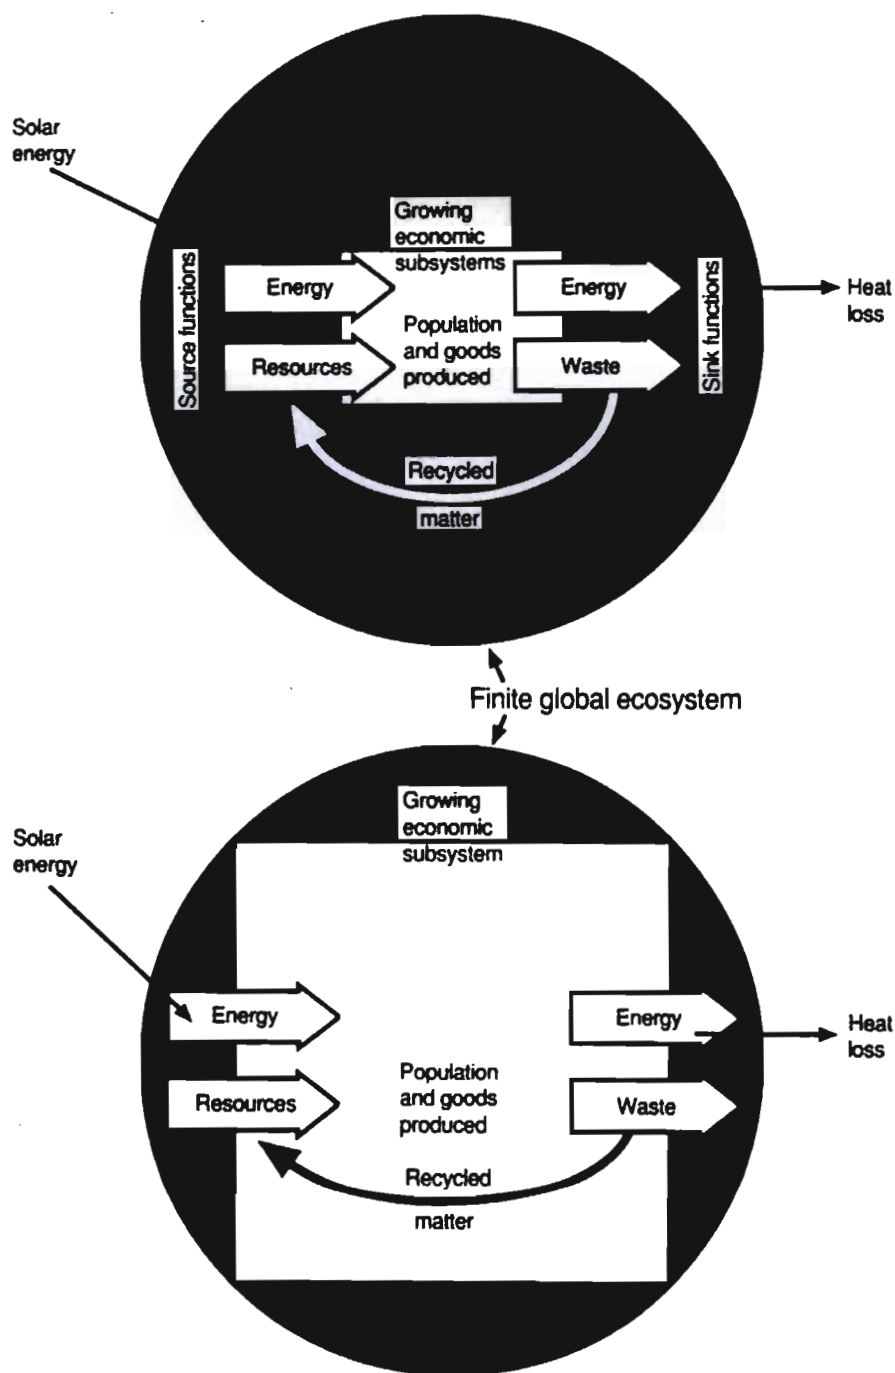 Solar
energy
Growing
economic
subsystems
Source functions
Energy
Energy
Sink functions
Heat
loss
Population
and goods
produced
Resources
Waste
Recycled
matter
Finite global ecosystem
Growing
economic
subsystem
Solar
energy
Energy
Energy
Heat
loss
Population
and goods
produced
Resources
Waste
Recycled
matter